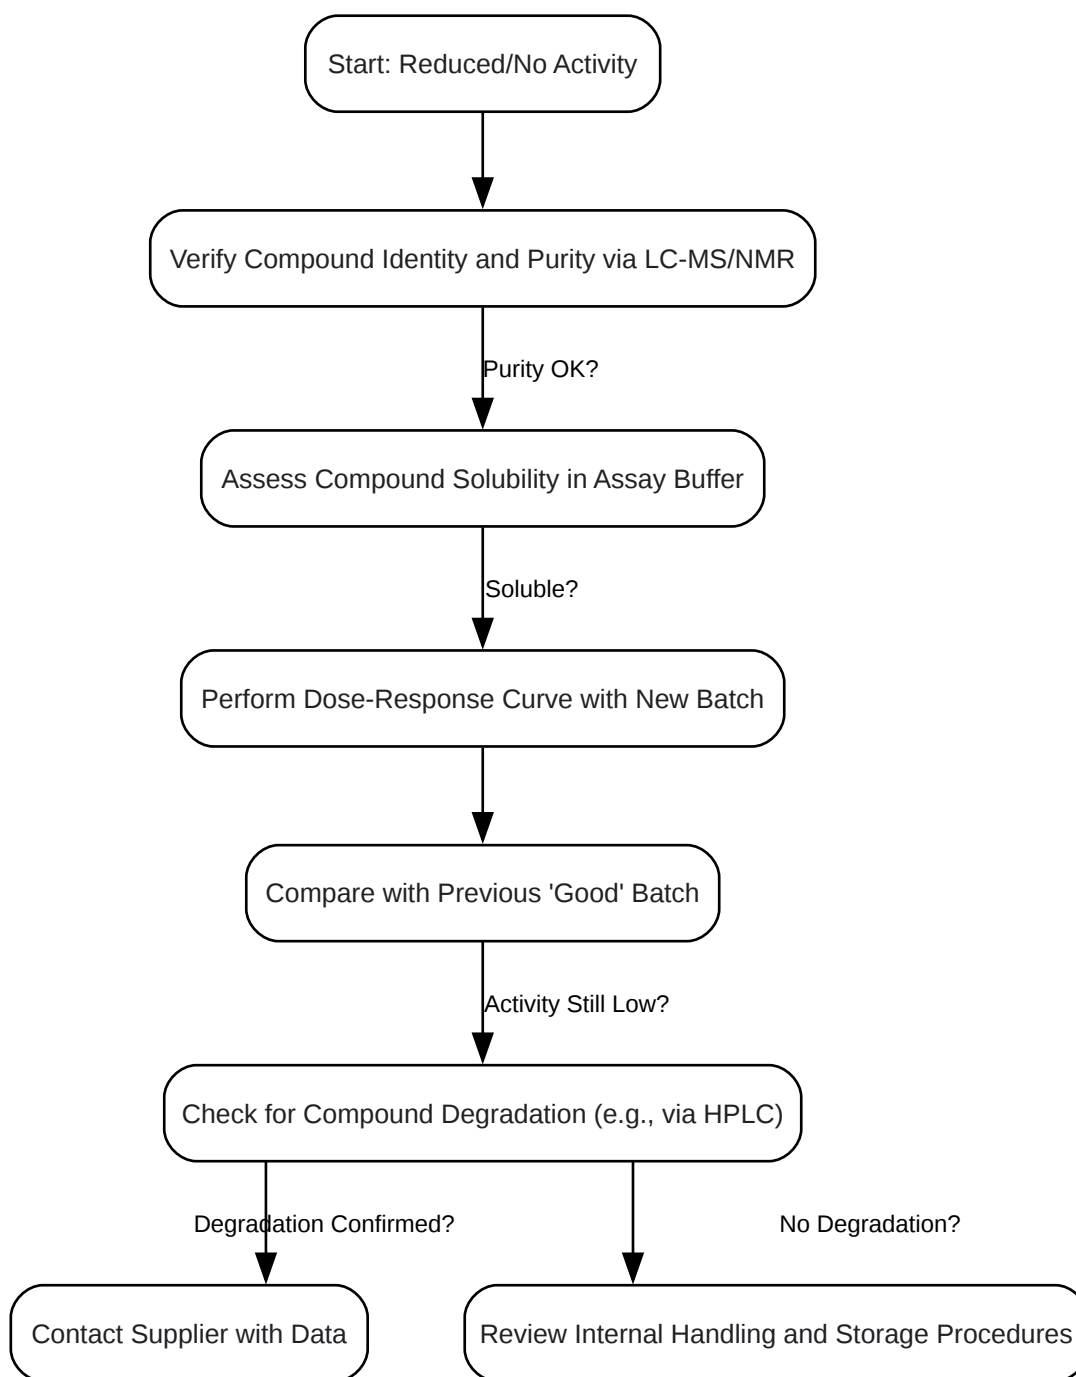 Start: Reduced/No Activity
Verify Compound Identity and Purity via LC-MS/NMR
Purity OK?
Assess Compound Solubility in Assay Buffer
Soluble?
Perform Dose-Response Curve with New Batch
Compare with Previous 'Good' Batch
Activity Still Low?
Check for Compound Degradation (e.g., via HPLC)
Degradation Confirmed?
No Degradation?
Contact Supplier with Data
Review Internal Handling and Storage Procedures